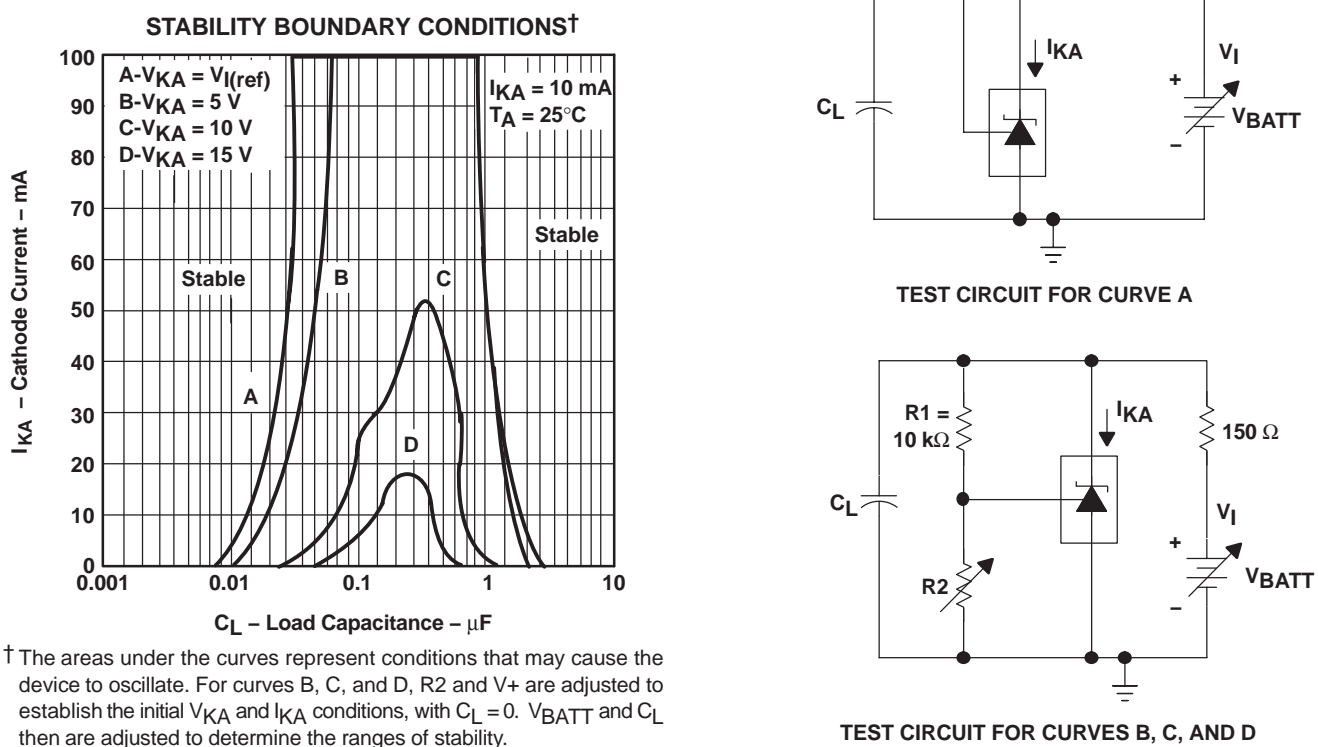 STABILITY BOUNDARY CONDITIONS†
A-VKA = VI(ref)
B-VKA = 5 V
C-VKA = 10 V
D-VKA = 15 V
IKA = 10 mA
TA = 25°C
Stable
Stable
A
B
C
D
100
90
80
70
60
50
40
30
20
10
0
IKA – Cathode Current – mA
0.001
0.01
0.1
1
10
CL – Load Capacitance – μF
† The areas under the curves represent conditions that may cause the
device to oscillate. For curves B, C, and D, R2 and V+ are adjusted to
establish the initial VKA and IKA conditions, with CL = 0. VBATT and CL
then are adjusted to determine the ranges of stability.
IKA
VI
CL
+
VBATT
–
TEST CIRCUIT FOR CURVE A
R1 =
10 kΩ
IKA
150 Ω
CL
VI
R2
+
VBATT
–
TEST CIRCUIT FOR CURVES B, C, AND D